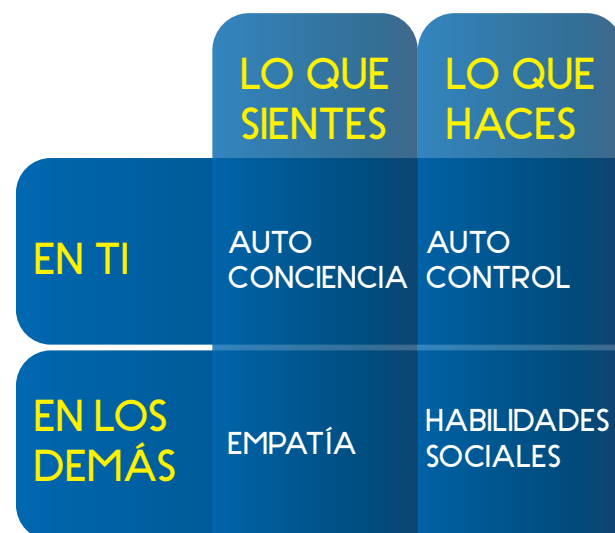 LO QUE
SIENTES
LO QUE
HACES
EN TI
AUTO
CONCIENCIA
AUTO
CONTROL
EN LOS
DEMÁS
EMPATÍA
HABILIDADES
SOCIALES